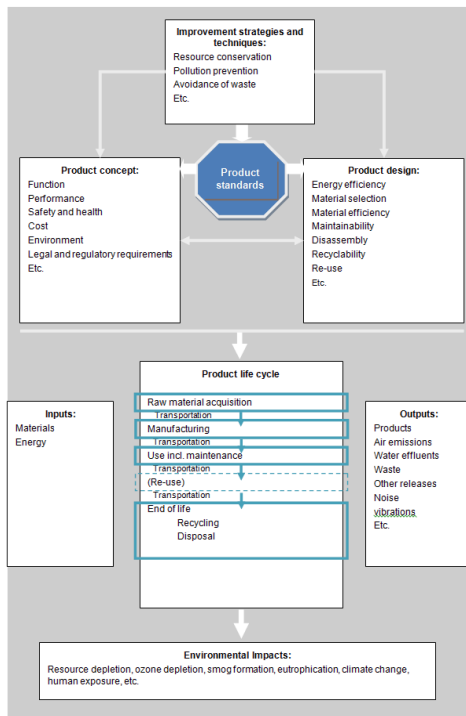 Improvement strategies and
techniques:
Resource conservation
Pollution prevention
Avoidance of waste
Etc.
Product
standards
Product concept:
Function
Performance
Safety and health
Cost
Environment
Legal and regulatory requirements
Etc.
Product design:
Energy efficiency
Material selection
Material efficiency
Maintainability
Disassembly
Recyclability
Re-use
Etc.
Product life cycle
Raw material acquisition
Transportation
Manufacturing
Transportation
Use incl. maintenance
Transportation
(Re-use)
Transportation
End of life
Recycling
Disposal
Inputs:
Materials
Energy
Outputs:
Products
Air emissions
Water effluents
Waste
Other releases
Noise
vibrations
Etc.
Environmental Impacts:
Resource depletion, ozone depletion, smog formation, eutrophication, climate change,
human exposure, etc.